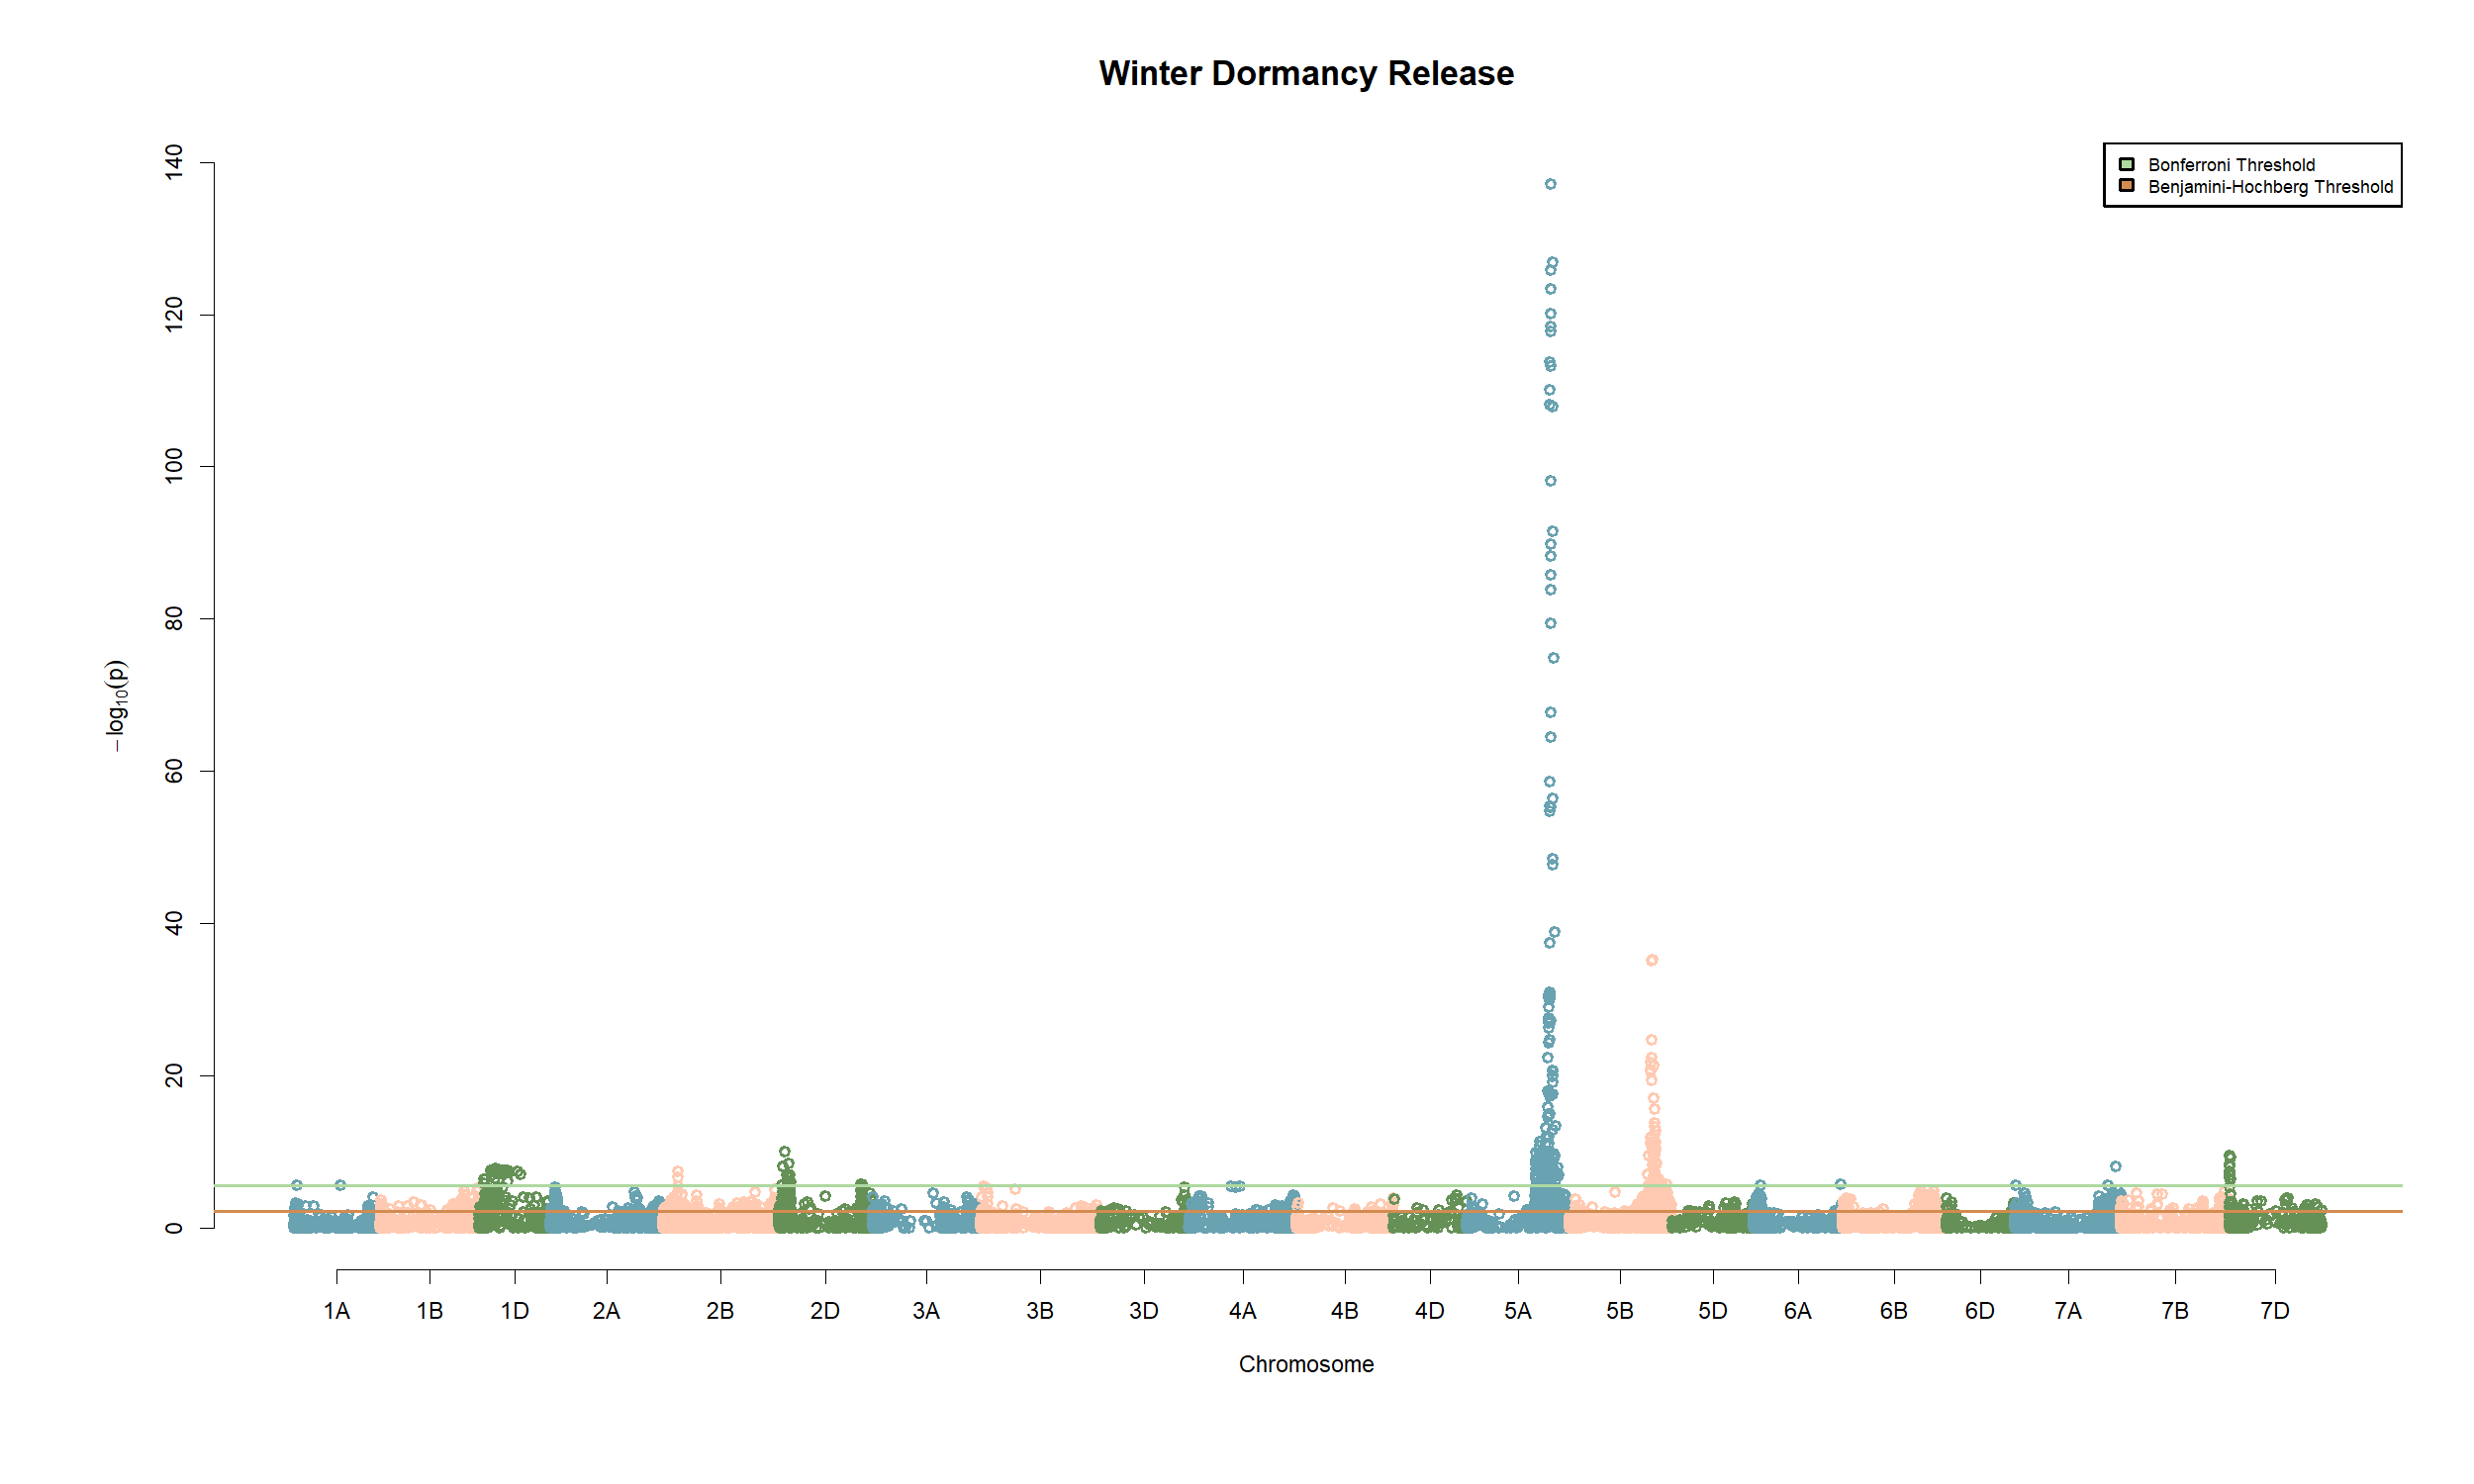 Winter Dormancy Release
Bonferroni Threshold
Benjamini-Hochberg Threshold
140
120
100
80
60
40
20
0
−log10(p)
1A 1B 1D 2A 2B 2D 3A 3B 3D 4A 4B 4D 5A 5B 5D 6A 6B 6D 7A 7B 7D
Chromosome